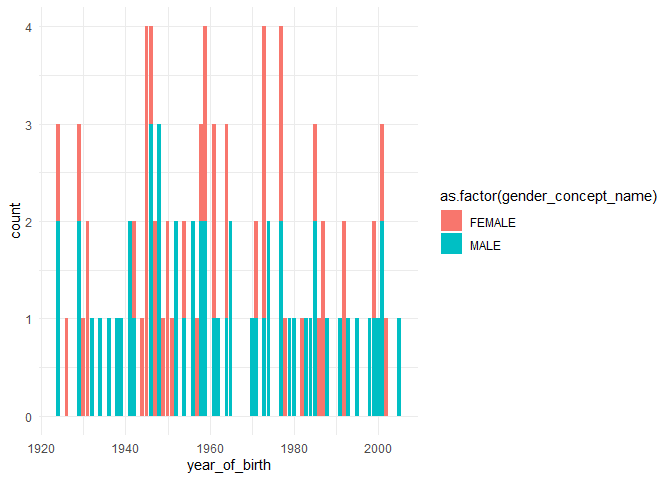 4
3
2
1
0
count
1920 1940 1960 1980 2000
year_of_birth
as.factor(gender_concept_name)
FEMALE
MALE